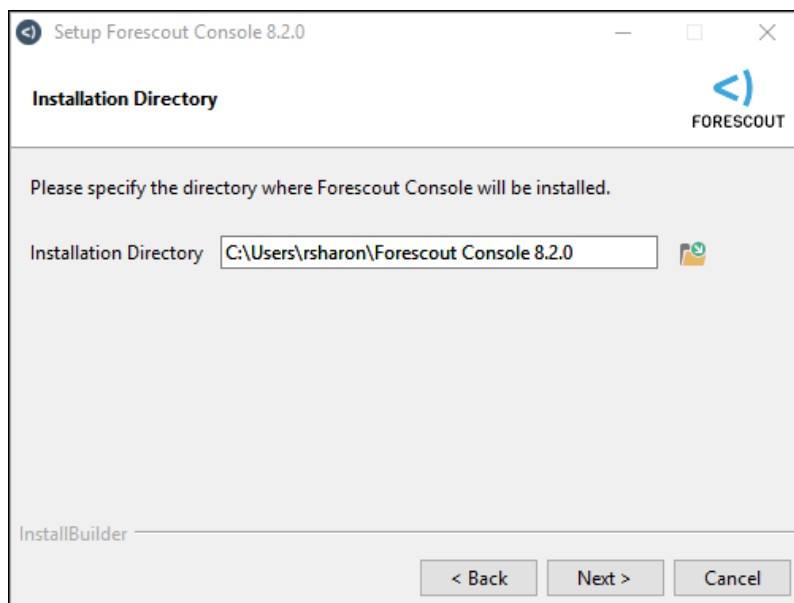 Setup Forescout Console 8.2.0
Installation Directory
FORESCOUT
Please specify the directory where Forescout Console will be installed.
Installation Directory C:\Users\rsharon\Forescout Console 8.2.0
InstallBuilder
< Back Next > Cancel